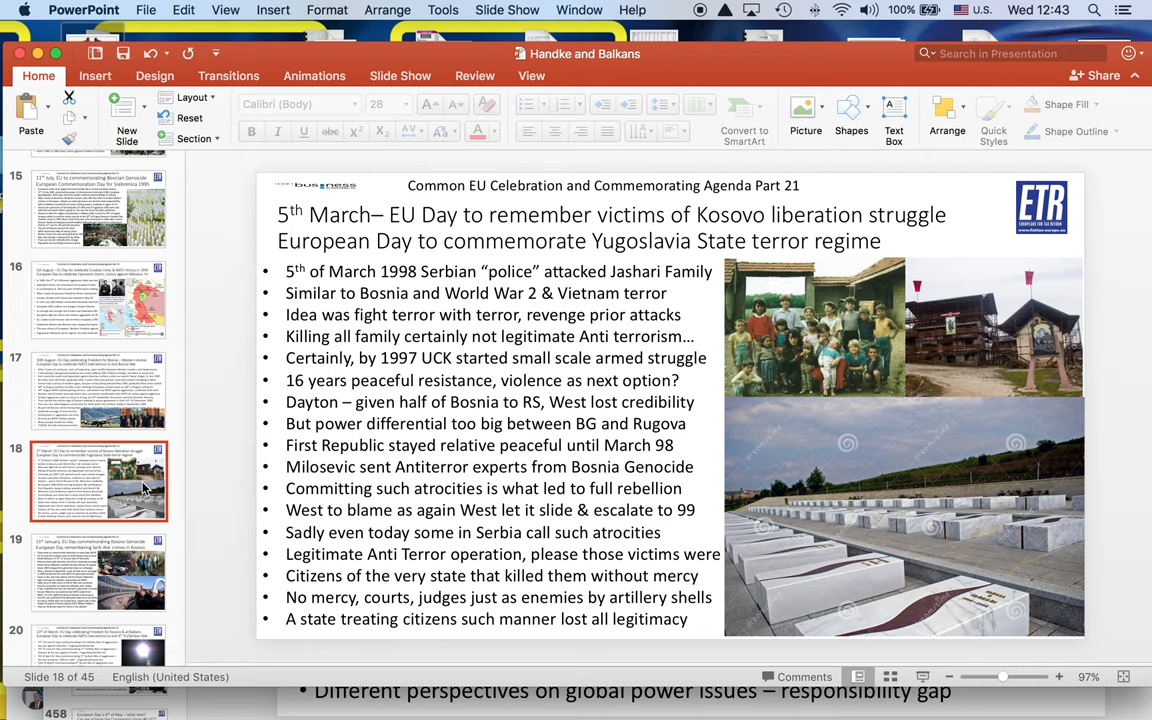 PowerPoint File Edit View Insert Format Arrange Tools Slide Show Window Help 100% U.S. Wed 12:43
Handke and Balkans
Search in Presentation
Home Insert Design Transitions Animations Slide Show Review View
Share
Paste
New Slide
Layout
Reset
Section
Calibri (Body) 28
Convert to SmartArt
Picture
Shapes
Text Box
Arrange
Quick Styles
Shape Fill
Shape Outline
15
16
17
18
19
20
Common EU Celebration and Commemorating Agenda Part 21
ETR
5th March– EU Day to remember victims of Kosovo liberation struggle
European Day to commemorate Yugoslavia State terror regime
• 5th of March 1998 Serbian “police” attacked Jashari Family
• Similar to Bosnia and World War 2 & Vietnam terror
• Idea was fight terror with terror, revenge prior attacks
• Killing all family certainly not legitimate Anti terrorism…
• Certainly, by 1997 UCK started small scale armed struggle
• 16 years peaceful resistance, violence as next option?
• Dayton – given half of Bosnia to RS, West lost credibility
• But power differential too big between BG and Rugova
• First Republic stayed relative peaceful until March 98
• Milosevic sent Antiterror experts from Bosnia Genocide
• Committing such atrocities – led to full rebellion
• West to blame as again West let it slide & escalate to 99
• Sadly even today some in Serbia call such atrocities
• Legitimate Anti Terror operation, please those victims were
• Citizens of the very state that killed them without mercy
• No mercy, courts, judges just enemies by artillery shells
• A state treating citizens such manner lost all legitimacy
Slide 18 of 45 English (United States)
Comments
97%
• Different perspectives on global power issues – responsibility gap
458